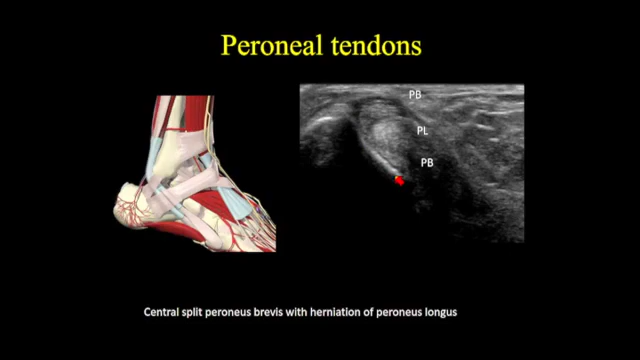 Peroneal tendons
PB
PL
PB
Central split peroneus brevis with herniation of peroneus longus